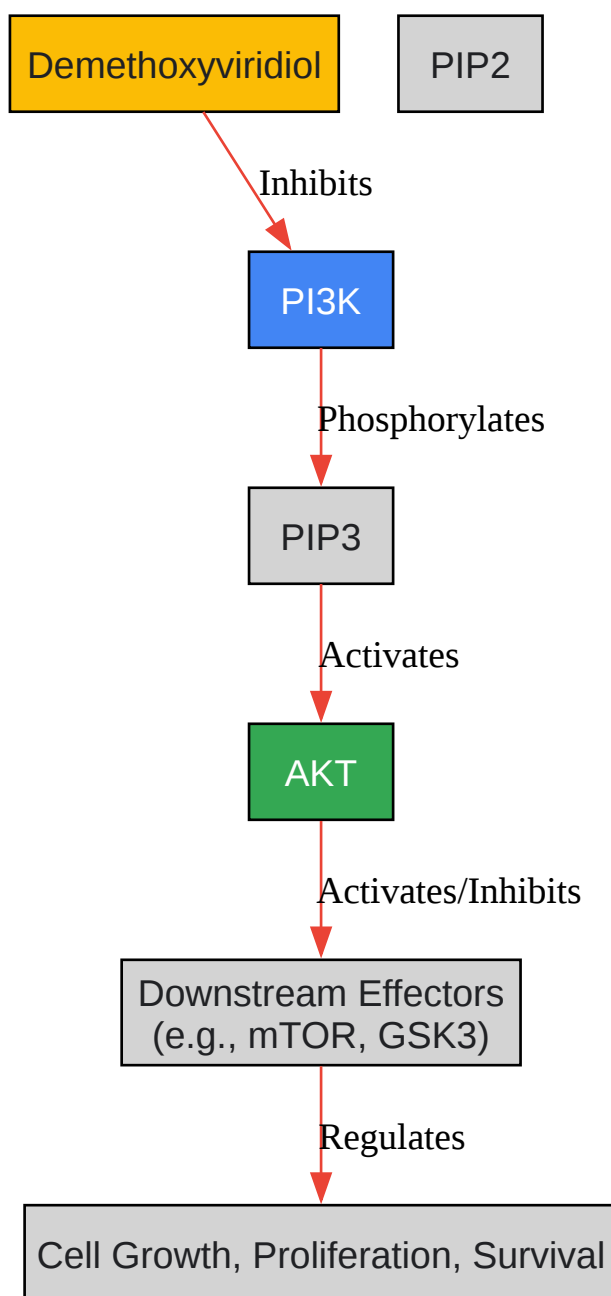 Demethoxyviridiol
PIP2
Inhibits
PI3K
Phosphorylates
PIP3
Activates
AKT
Activates/Inhibits
Downstream Effectors
(e.g., mTOR, GSK3)
Regulates
Cell Growth, Proliferation, Survival